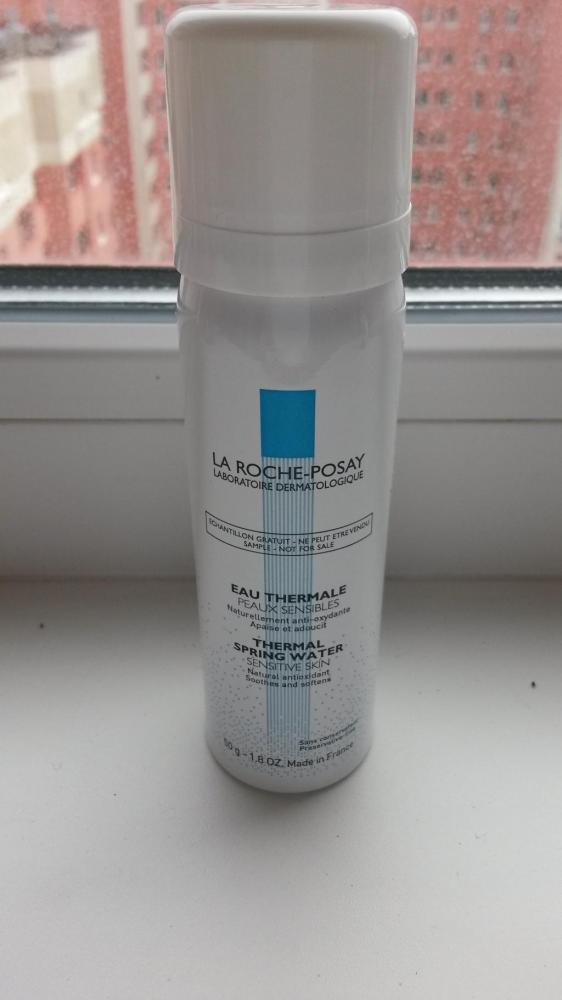 LA ROCHE-POSAY
LABORATOIRE DERMATOLOGIQUE
ECHANTILLON GRATUIT - NE PEUT ETRE VENDU
SAMPLE - NOT FOR SALE
EAU THERMALE
PEAUX SENSIBLES
Naturellement anti-oxydante
Apaise et adoucit
THERMAL
SPRING WATER
SENSITIVE SKIN
Natural antioxidant
Soothes and softens
Sans conservateur
Preservative-free
50 g - 1.8 OZ. Made in France